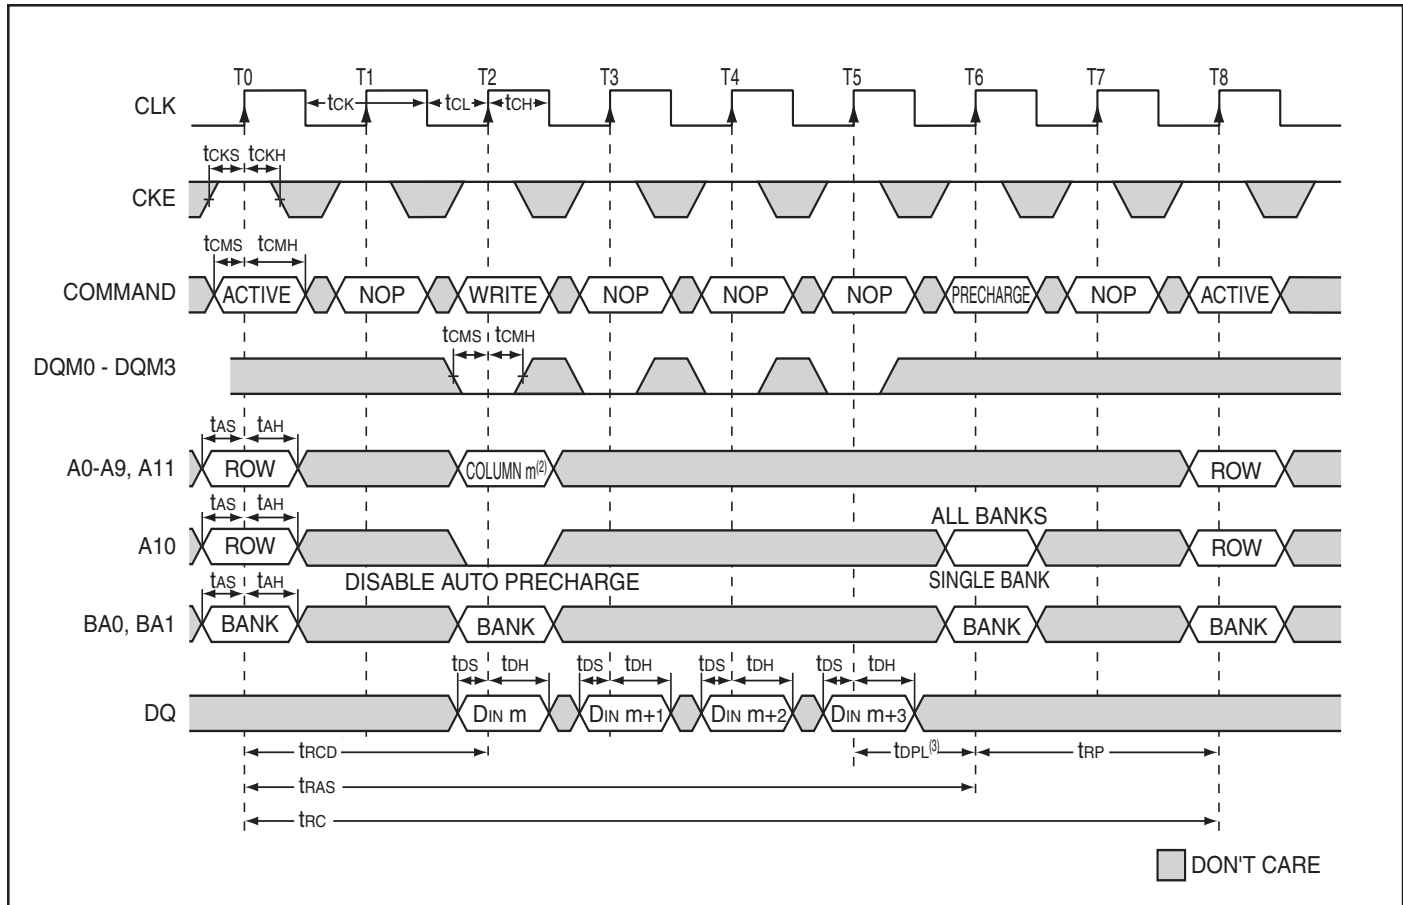 T0 T1 T2 T3 T4 T5 T6 T7 T8
CLK tCK tCL tCH
tCKS tCKH
CKE
tCMS tCMH
COMMAND ACTIVE NOP WRITE NOP NOP NOP PRECHARGE NOP ACTIVE
tCMS tCMH
DQM0 - DQM3
tAS tAH
A0-A9, A11 ROW COLUMN m(2) ROW
tAS tAH ALL BANKS
A10 ROW ROW
DISABLE AUTO PRECHARGE SINGLE BANK
tAS tAH
BA0, BA1 BANK BANK BANK BANK
tDS tDH tDS tDH tDS tDH tDS tDH
DQ DIN m DIN m+1 DIN m+2 DIN m+3
tRCD tDPL(3) tRP
tRAS
tRC
DON'T CARE